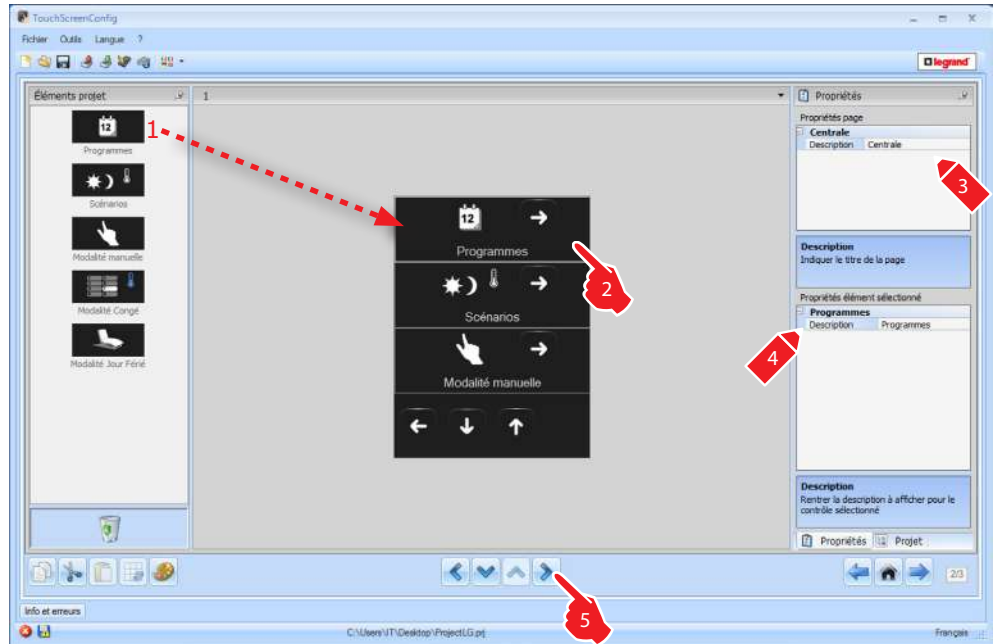 TouchScreenConfig
Fichier Outils Langue ?
legrand
Éléments projet
1
Propriétés
12
Programmes
Scénarios
Modalité manuelle
Modalité Congé
Modalité Jour Férié
1
12
Programmes
Scénarios
Modalité manuelle
2
Propriétés page
Centrale
Description Centrale
3
Description
Indiquer le titre de la page
Propriétés élément sélectionné
Programmes
Description Programmes
4
Description
Rentrer la description à afficher pour le
contrôle sélectionné
Propriétés Projet
5
2/3
Info et erreurs
C:\Users\IT\Desktop\ProjectLG.prj
Français